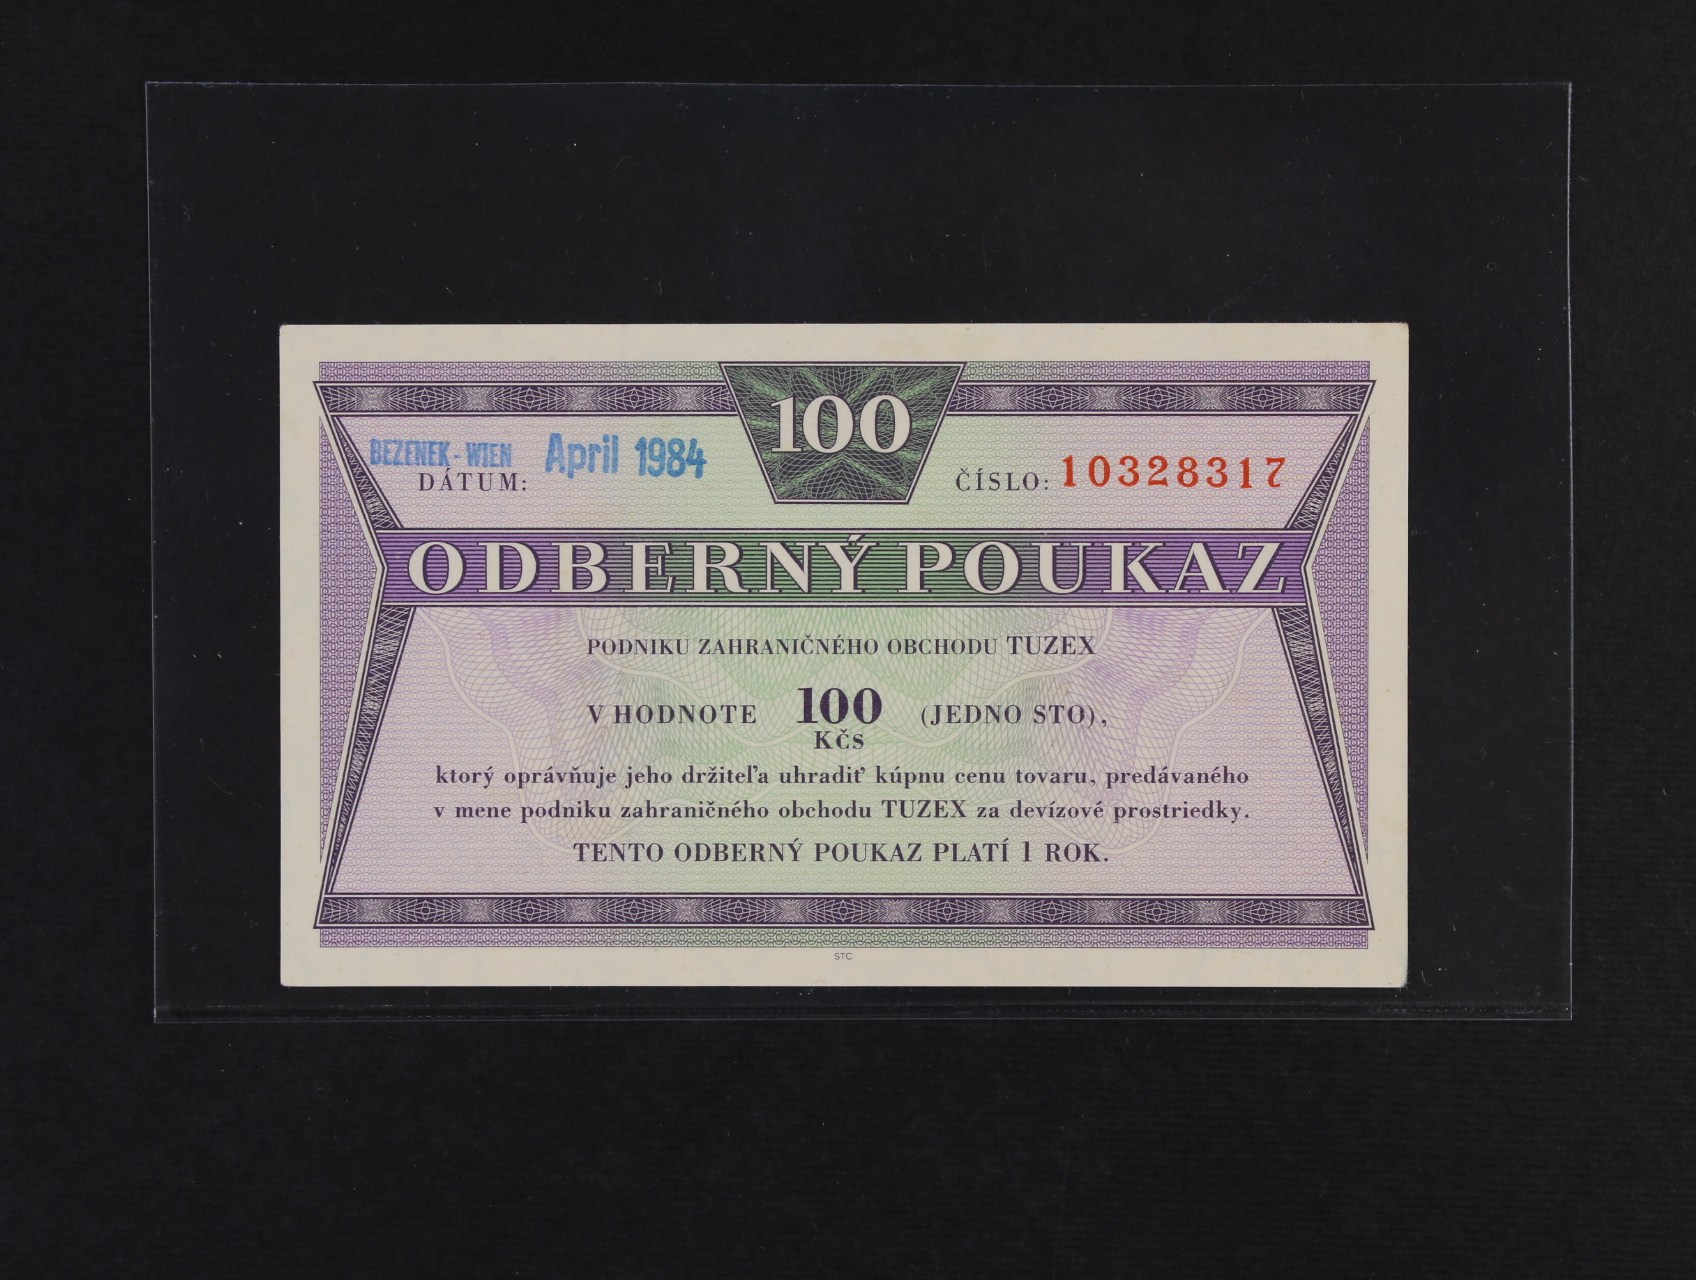 100
BEZENEK - WIEN April 1984
DÁTUM:
ČÍSLO: 10328317
ODBERNÝ POUKAZ
PODNIKU ZAHRANIČNÉHO OBCHODU TUZEX
V HODNOTE 100 (JEDNO STO),
KČS
ktorý oprávňuje jeho držiteľa uhradiť kúpnu cenu tovaru, predávaného
v mene podniku zahraničného obchodu TUZEX za devízové prostriedky.
TENTO ODBERNÝ POUKAZ PLATÍ 1 ROK.
STC